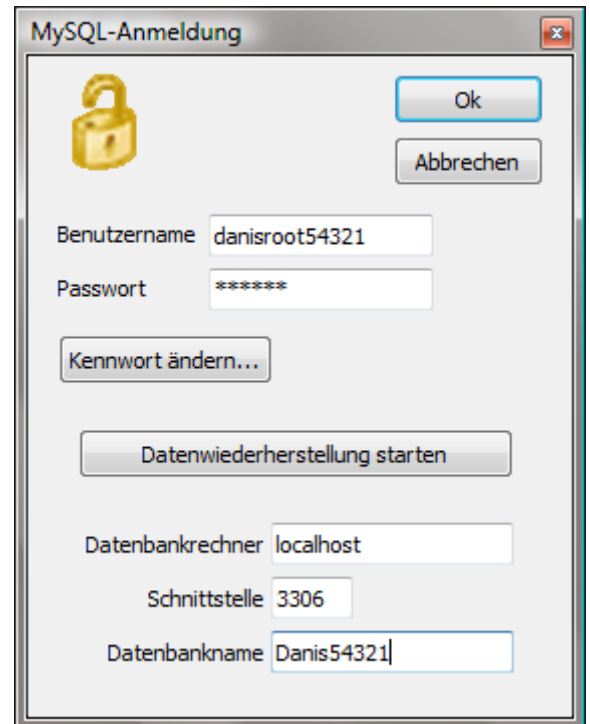 MySQL-Anmeldung
Ok
Abbrechen
Benutzername danisroot54321
Passwort ******
Kennwort ändern...
Datenwiederherstellung starten
Datenbankrechner localhost
Schnittstelle 3306
Datenbankname Danis54321